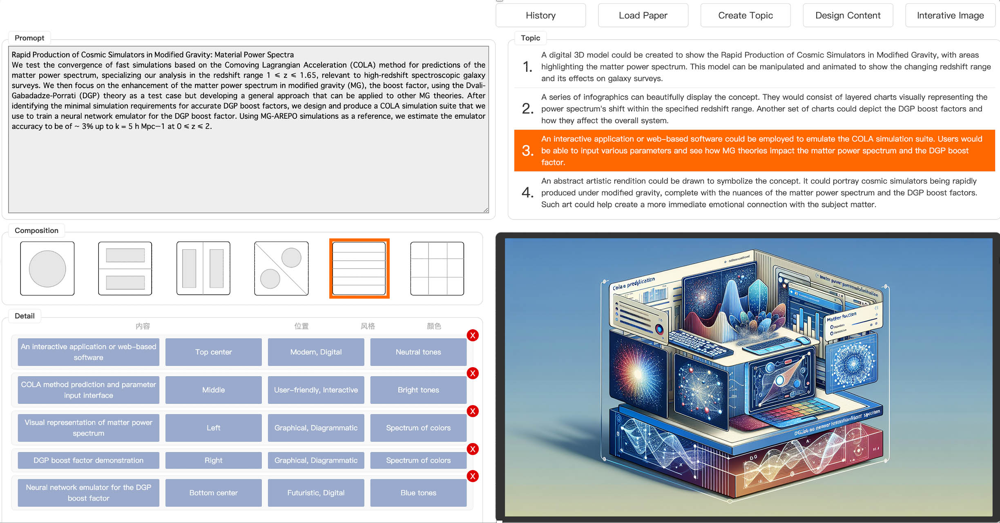 History
Load Paper
Create Topic
Design Content
Interative Image
Promopt
Rapid Production of Cosmic Simulators in Modified Gravity: Material Power Spectra
We test the convergence of fast simulations based on the Comoving Lagrangian Acceleration (COLA) method for predictions of the
matter power spectrum, specializing our analysis in the redshift range 1 ⩽ z ⩽ 1.65, relevant to high-redshift spectroscopic galaxy
surveys. We then focus on the enhancement of the matter power spectrum in modified gravity (MG), the boost factor, using the Dvali-
Gabadadze-Porrati (DGP) theory as a test case but developing a general approach that can be applied to other MG theories. After
identifying the minimal simulation requirements for accurate DGP boost factors, we design and produce a COLA simulation suite that we
use to train a neural network emulator for the DGP boost factor. Using MG-AREPO simulations as a reference, we estimate the emulator
accuracy to be of ~ 3% up to k = 5 h Mpc−1 at 0 ⩽ z ⩽ 2.
Topic
1.
A digital 3D model could be created to show the Rapid Production of Cosmic Simulators in Modified Gravity, with areas
highlighting the matter power spectrum. This model can be manipulated and animated to show the changing redshift range
and its effects on galaxy surveys.
2.
A series of infographics can beautifully display the concept. They would consist of layered charts visually representing the
power spectrum's shift within the specified redshift range. Another set of charts could depict the DGP boost factors and
how they affect the overall system.
3.
An interactive application or web-based software could be employed to emulate the COLA simulation suite. Users would
be able to input various parameters and see how MG theories impact the matter power spectrum and the DGP boost
factor.
4.
An abstract artistic rendition could be drawn to symbolize the concept. It could portray cosmic simulators being rapidly
produced under modified gravity, complete with the nuances of the matter power spectrum and the DGP boost factors.
Such art could help create a more immediate emotional connection with the subject matter.
Composition
Detail
内容
位置
风格
颜色
An interactive application or web-based
software
Top center
Modern, Digital
Neutral tones
X
COLA method prediction and parameter
input interface
Middle
User-friendly, Interactive
Bright tones
X
Visual representation of matter power
spectrum
Left
Graphical, Diagrammatic
Spectrum of colors
X
DGP boost factor demonstration
Right
Graphical, Diagrammatic
Spectrum of colors
X
Neural network emulator for the DGP
boost factor
Bottom center
Futuristic, Digital
Blue tones
X
DG